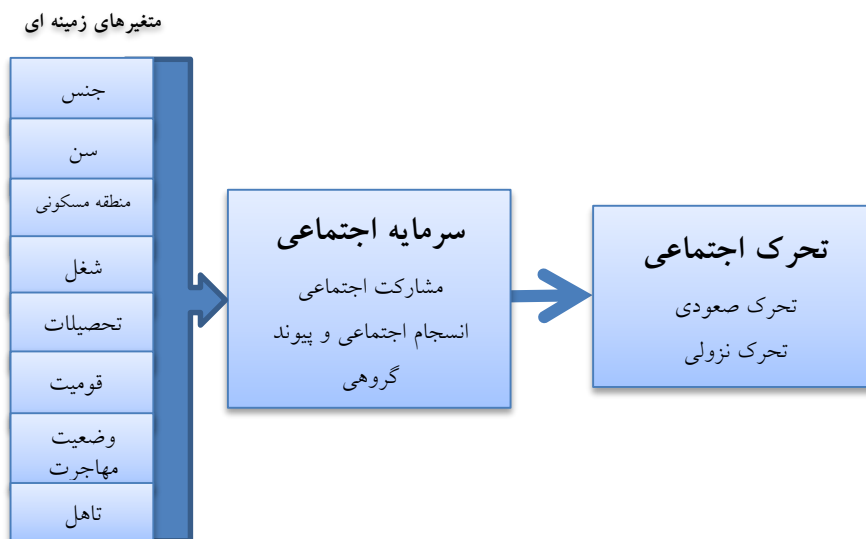 متغیرهای زمینه ای
جنس
سن
منطقه مسکونی
شغل
تحصیلات
قومیت
وضعیت
مهاجرت
تاهل
سرمایه اجتماعی
مشارکت اجتماعی
انسجام اجتماعی و پیوند
گروهی
تحرک اجتماعی
تحرک صعودی
تحرک نزولی